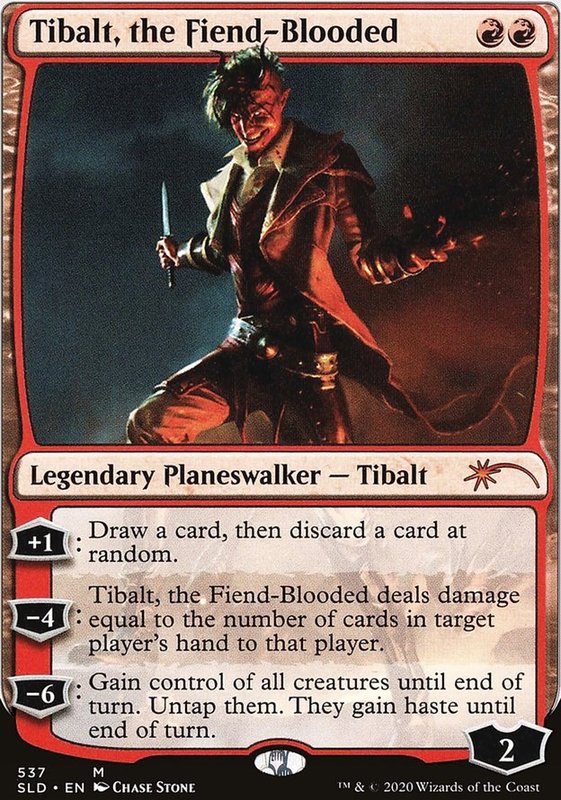 Tibalt, the Fiend-Blooded
Legendary Planeswalker — Tibalt
+1 : Draw a card, then discard a card at
random.
-4 : Tibalt, the Fiend-Blooded deals damage
equal to the number of cards in target
player's hand to that player.
-6 : Gain control of all creatures until end of
turn. Untap them. They gain haste until
end of turn.
2
537 M
SLD • EN Chase Stone
™ & © 2020 Wizards of the Coast